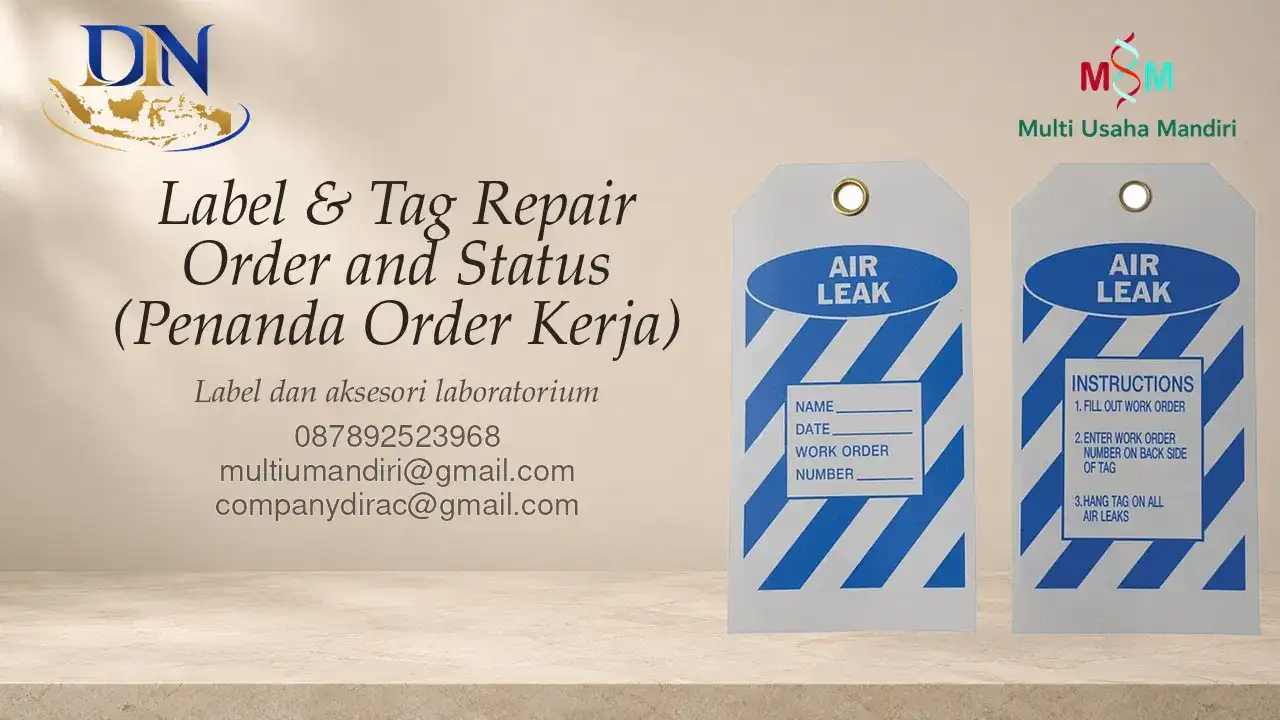 DIN
MSM
Multi Usaha Mandiri
Label & Tag Repair
Order and Status
(Penanda Order Kerja)
Label dan aksesori laboratorium
087892523968
multiumandiri@gmail.com
companydirac@gmail.com
AIR
LEAK
NAME
DATE
WORK ORDER
NUMBER
AIR
LEAK
INSTRUCTIONS
1. FILL OUT WORK ORDER
2. ENTER WORK ORDER
NUMBER ON BACK SIDE
OF TAG
3. HANG TAG ON ALL
AIR LEAKS